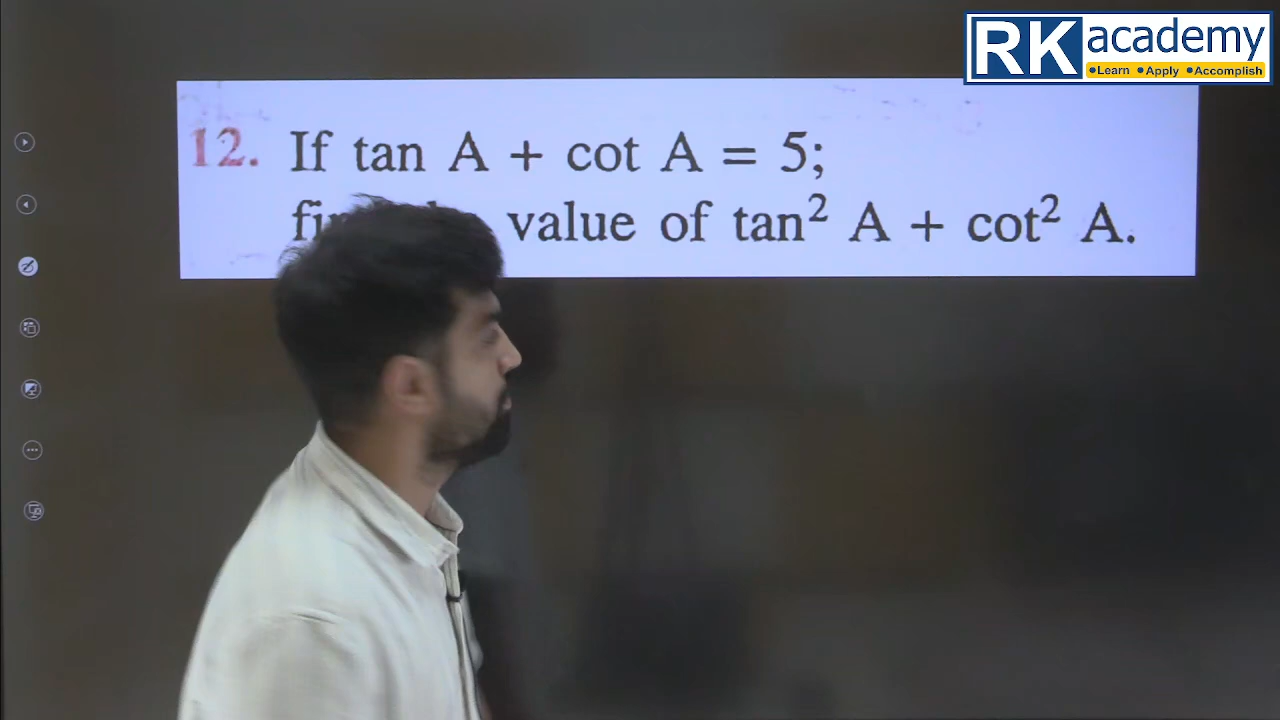 RK academy
•Learn •Apply •Accomplish
12. If tan A + cot A = 5;
value of tan² A + cot² A.